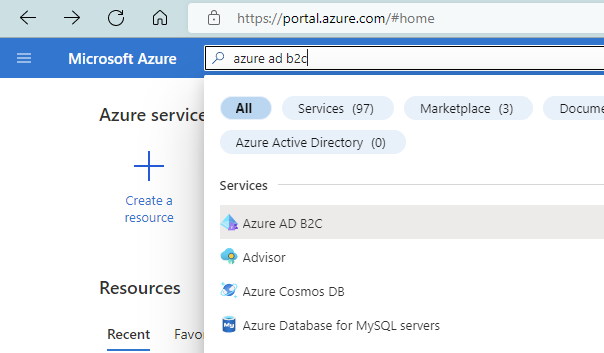 https://portal.azure.com/#home
Microsoft Azure
azure ad b2c
All
Services (97)
Marketplace (3)
Docume
Azure Active Directory (0)
Azure service
Create a
resource
Services
Azure AD B2C
Advisor
Azure Cosmos DB
Azure Database for MySQL servers
Resources
Recent
Favor